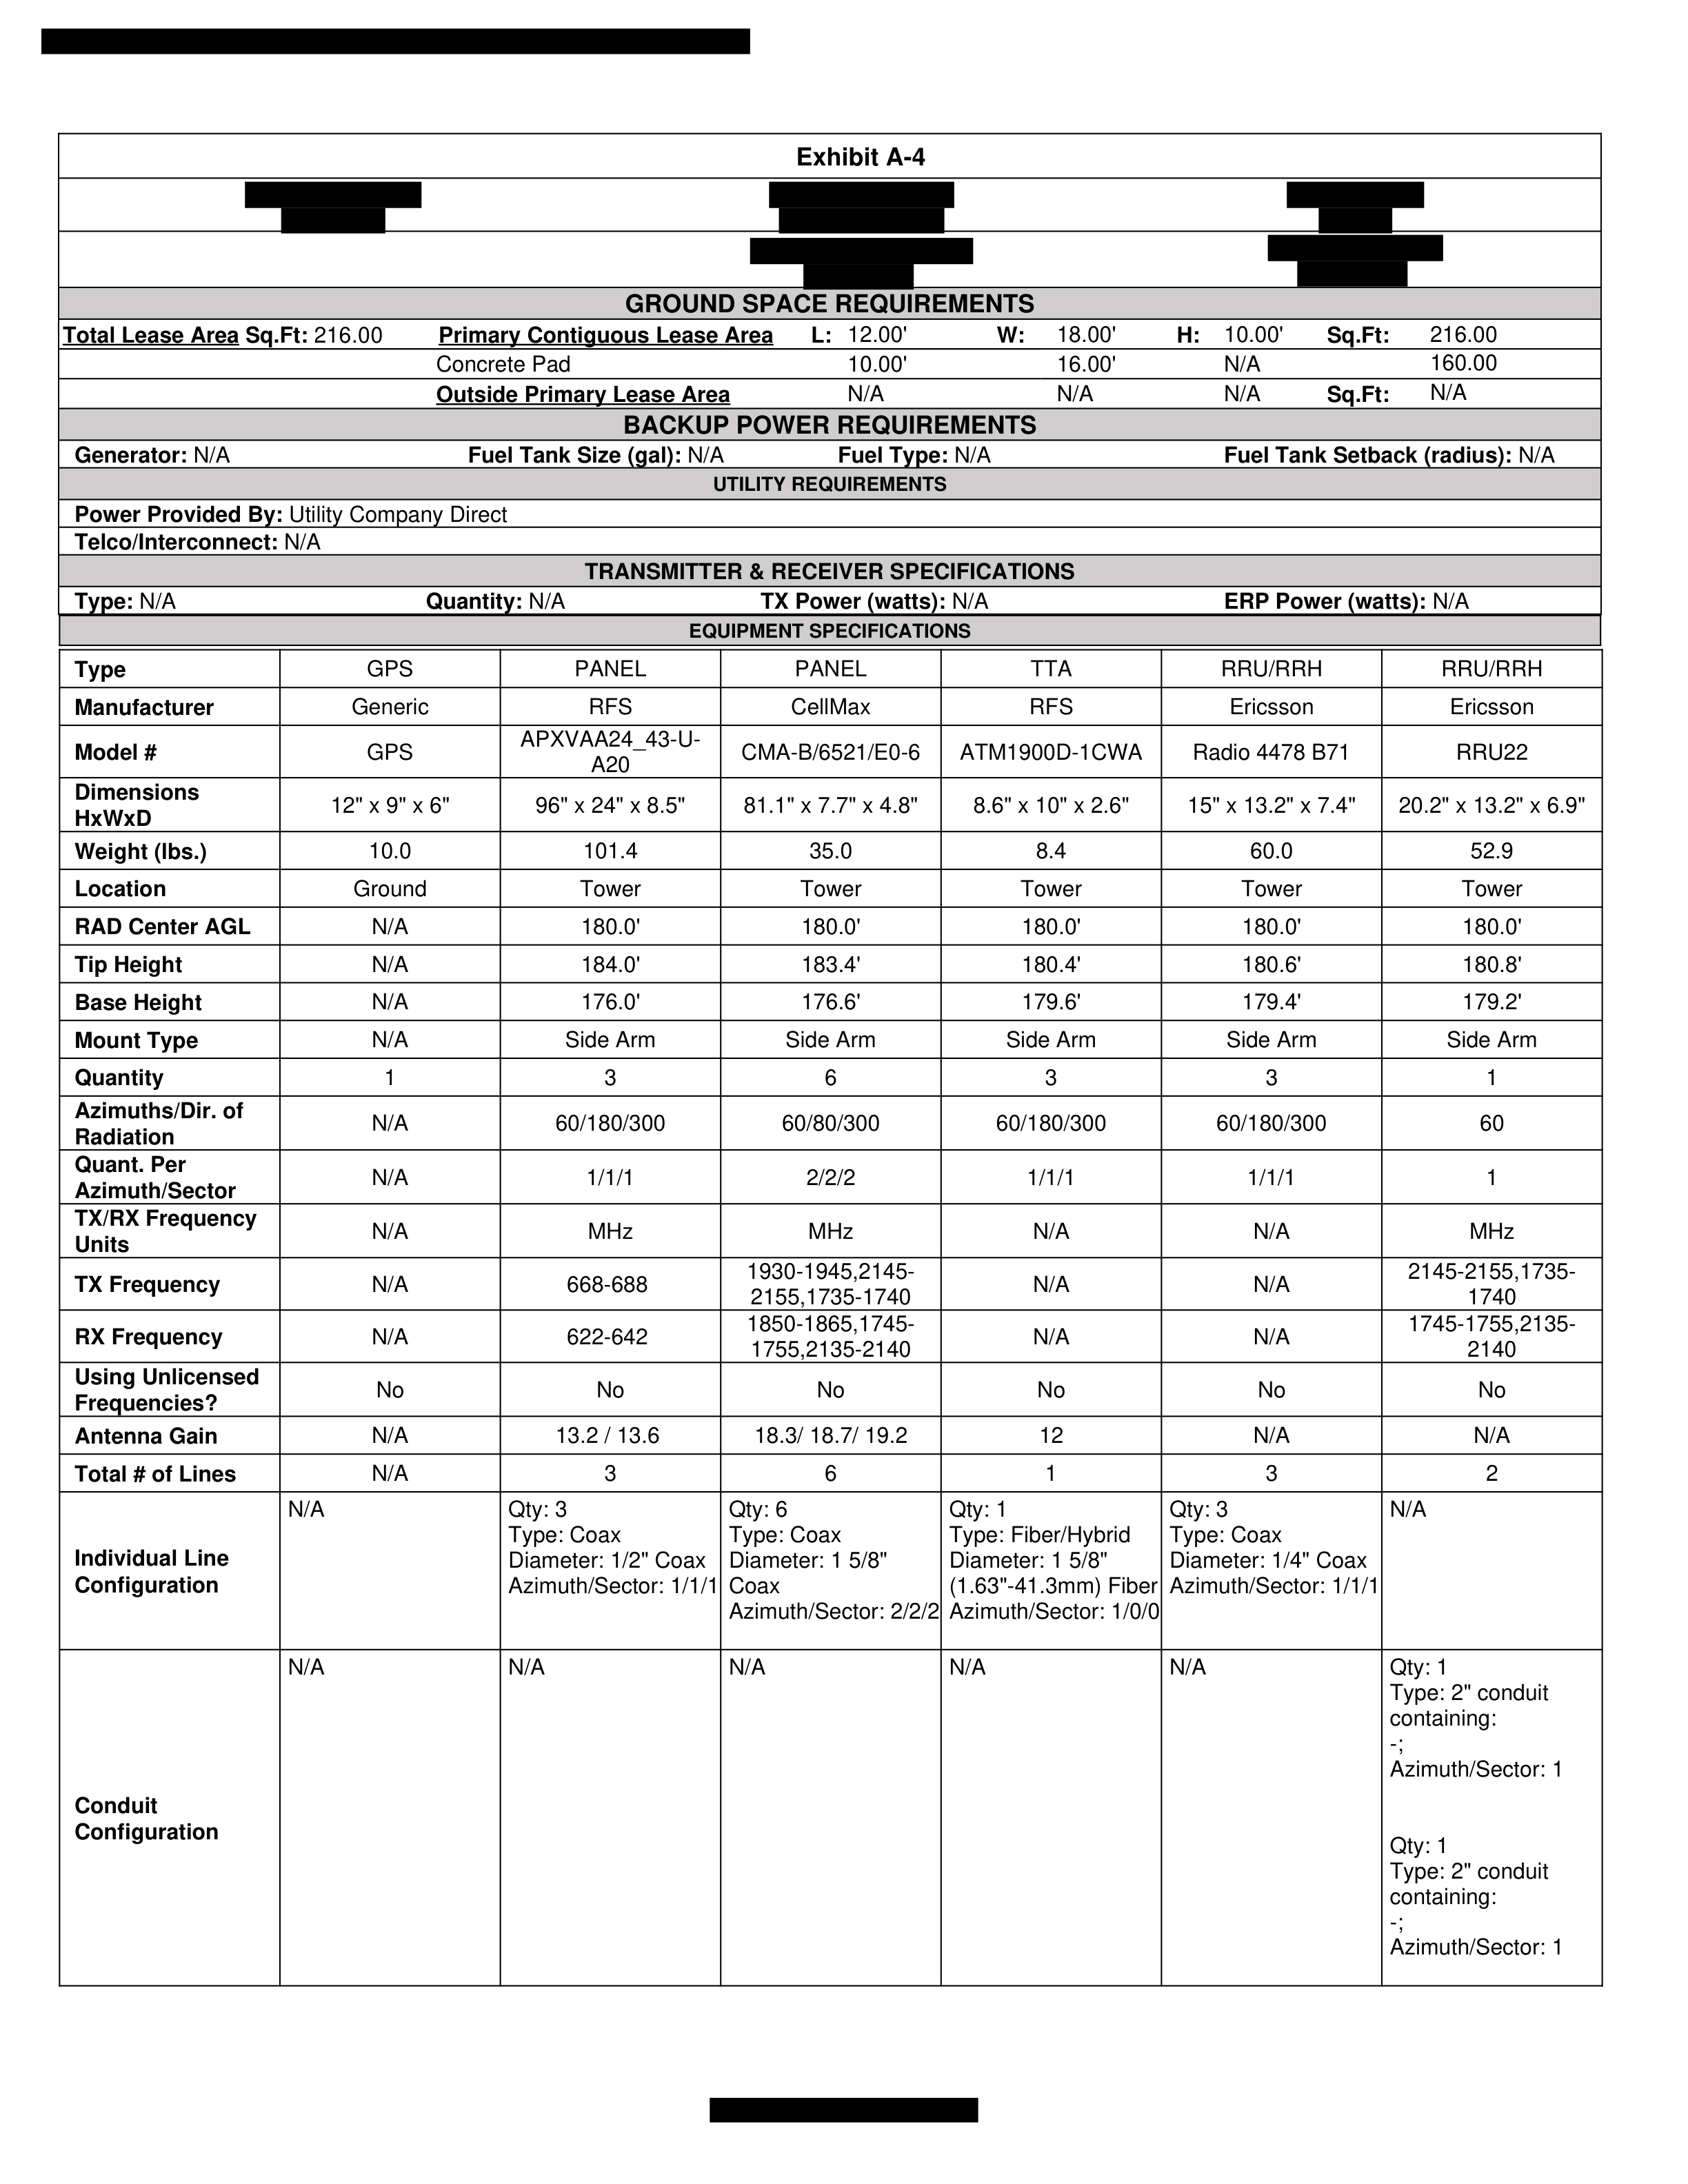 Exhibit A-4
GROUND SPACE REQUIREMENTS
Total Lease Area Sq.Ft: 216.00 Primary Contiguous Lease Area L: 12.00' W: 18.00' H: 10.00' Sq.Ft: 216.00
Concrete Pad 10.00' 16.00' N/A 160.00
Outside Primary Lease Area N/A N/A N/A Sq.Ft: N/A
BACKUP POWER REQUIREMENTS
Generator: N/A Fuel Tank Size (gal): N/A Fuel Type: N/A Fuel Tank Setback (radius): N/A
UTILITY REQUIREMENTS
Power Provided By: Utility Company Direct
Telco/Interconnect: N/A
TRANSMITTER & RECEIVER SPECIFICATIONS
Type: N/A Quantity: N/A TX Power (watts): N/A ERP Power (watts): N/A
EQUIPMENT SPECIFICATIONS
Type GPS PANEL PANEL TTA RRU/RRH RRU/RRH
Manufacturer Generic RFS CellMax RFS Ericsson Ericsson
Model # GPS APXVAA24_43-U-
A20 CMA-B/6521/E0-6 ATM1900D-1CWA Radio 4478 B71 RRU22
Dimensions
HxWxD 12" x 9" x 6" 96" x 24" x 8.5" 81.1" x 7.7" x 4.8" 8.6" x 10" x 2.6" 15" x 13.2" x 7.4" 20.2" x 13.2" x 6.9"
Weight (lbs.) 10.0 101.4 35.0 8.4 60.0 52.9
Location Ground Tower Tower Tower Tower Tower
RAD Center AGL N/A 180.0' 180.0' 180.0' 180.0' 180.0'
Tip Height N/A 184.0' 183.4' 180.4' 180.6' 180.8'
Base Height N/A 176.0' 176.6' 179.6' 179.4' 179.2'
Mount Type N/A Side Arm Side Arm Side Arm Side Arm Side Arm
Quantity 1 3 6 3 3 1
Azimuths/Dir. of
Radiation N/A 60/180/300 60/80/300 60/180/300 60/180/300 60
Quant. Per
Azimuth/Sector N/A 1/1/1 2/2/2 1/1/1 1/1/1 1
TX/RX Frequency
Units N/A MHz MHz N/A N/A MHz
TX Frequency N/A 668-688 1930-1945,2145-
2155,1735-1740 N/A N/A 2145-2155,1735-
1740
RX Frequency N/A 622-642 1850-1865,1745-
1755,2135-2140 N/A N/A 1745-1755,2135-
2140
Using Unlicensed
Frequencies? No No No No No No
Antenna Gain N/A 13.2 / 13.6 18.3/ 18.7/ 19.2 12 N/A N/A
Total # of Lines N/A 3 6 1 3 2
Individual Line
Configuration
N/A
Qty: 3
Type: Coax
Diameter: 1/2" Coax
Azimuth/Sector: 1/1/1
Qty: 6
Type: Coax
Diameter: 1 5/8"
Coax
Azimuth/Sector: 2/2/2
Qty: 1
Type: Fiber/Hybrid
Diameter: 1 5/8"
(1.63"-41.3mm) Fiber
Azimuth/Sector: 1/0/0
Qty: 3
Type: Coax
Diameter: 1/4" Coax
Azimuth/Sector: 1/1/1
N/A
Conduit
Configuration
N/A
N/A
N/A
N/A
N/A
Qty: 1
Type: 2" conduit
containing:
-;
Azimuth/Sector: 1
Qty: 1
Type: 2" conduit
containing:
-;
Azimuth/Sector: 1